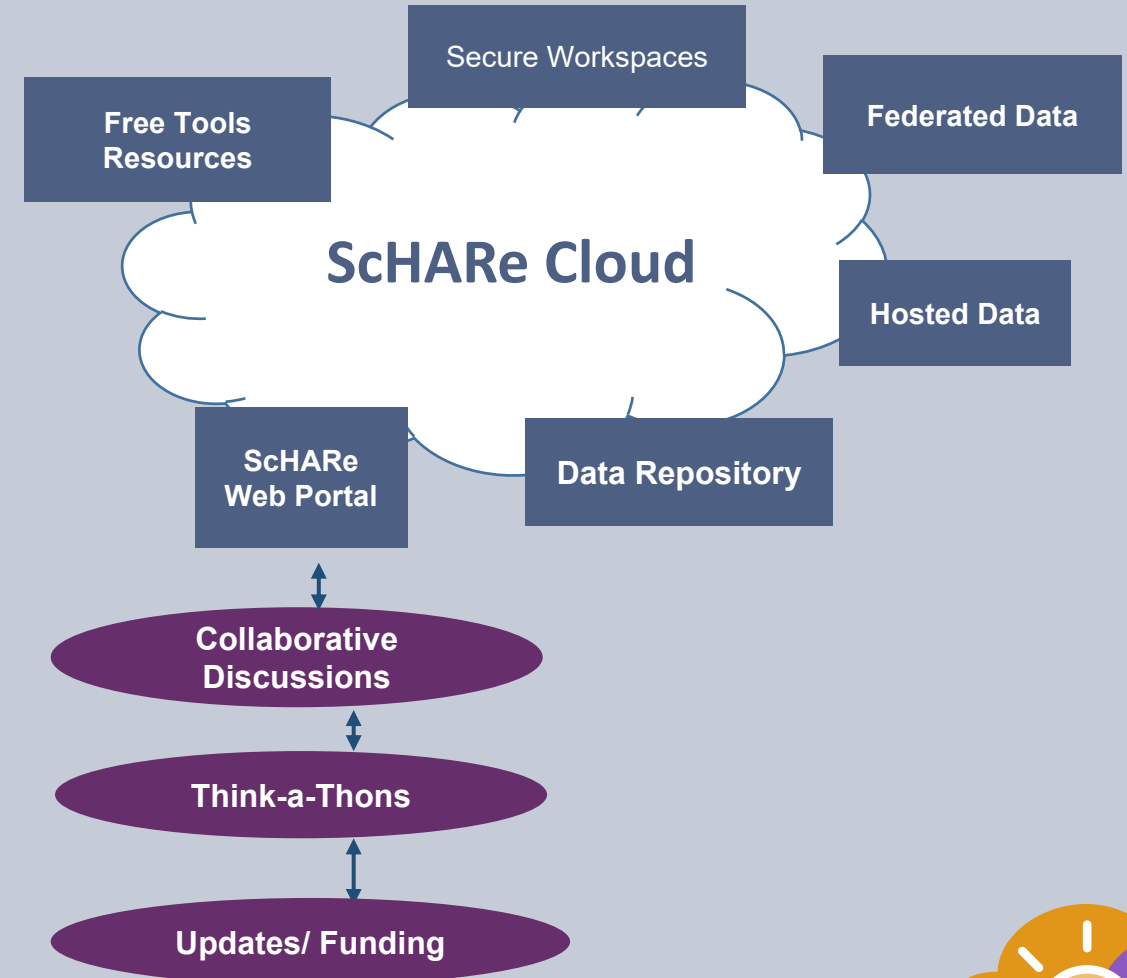 Secure Workspaces
Free Tools
Resources
Federated Data
ScHARe Cloud
Hosted Data
ScHARe
Web Portal
Data Repository
Collaborative
Discussions
Think-a-Thons
Updates/ Funding